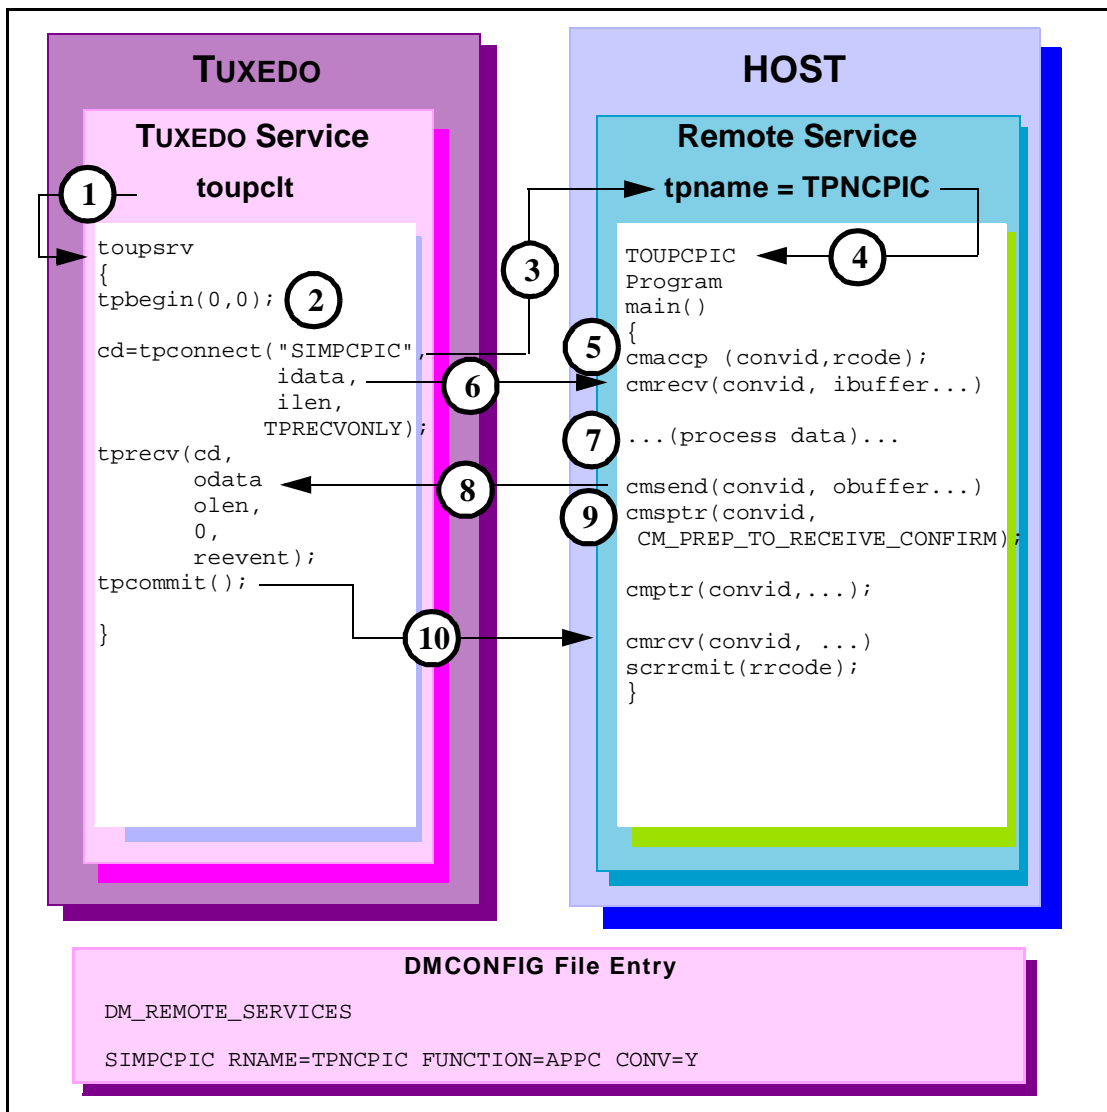 TUXEDO
TUXEDO Service
toupclt
1
toupsrv
{
tpbegin(0,0);
2
cd=tpconnect("SIMPCPIC",
idata,
ilen,
TPRECVONLY);
tprecv(cd,
odata
olen,
0,
reevent);
tpcommit();
}
3
6
8
10
HOST
Remote Service
tpname = TPNCPIC
TOUPCPIC
4
Program
main()
{
5
cmaccp (convid,rcode);
cmrecv(convid, ibuffer...)
7
...(process data)...
cmsend(convid, obuffer...)
9
cmsptr(convid,
CM_PREP_TO_RECEIVE_CONFIRM);
cmptr(convid,...);
cmrcv(convid, ...)
scrrcmit(rrcode);
}
DMCONFIG File Entry
DM_REMOTE_SERVICES
SIMPCPIC RNAME=TPNCPIC FUNCTION=APPC CONV=Y